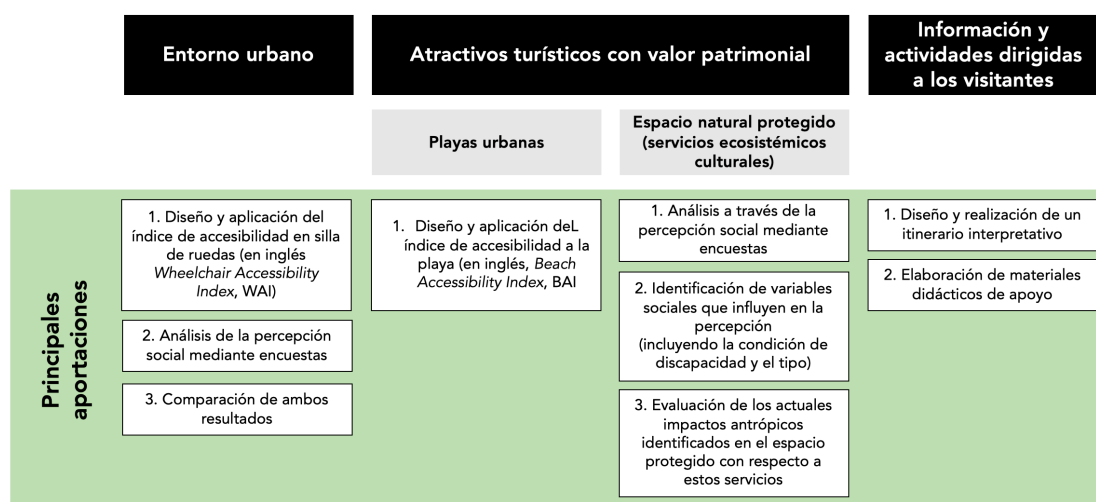 Entorno urbano
Atractivos turísticos con valor patrimonial
Información y
actividades dirigidas
a los visitantes
Playas urbanas
Espacio natural protegido
(servicios ecosistémicos
culturales)
Principales
aportaciones
1. Diseño y aplicación del
índice de accesibilidad en silla
de ruedas (en inglés
Wheelchair Accessibility
Index, WAI)
2. Análisis de la percepción
social mediante encuestas
3. Comparación de ambos
resultados
1. Diseño y aplicación deL
índice de accesibilidad a la
playa (en inglés, Beach
Accessibility Index, BAI
1. Análisis a través de la
percepción social mediante
encuestas
2. Identificación de variables
sociales que influyen en la
percepción
(incluyendo la condición de
discapacidad y el tipo)
3. Evaluación de los actuales
impactos antrópicos
identificados en el espacio
protegido con respecto a
estos servicios
1. Diseño y realización de un
itinerario interpretativo
2. Elaboración de materiales
didácticos de apoyo